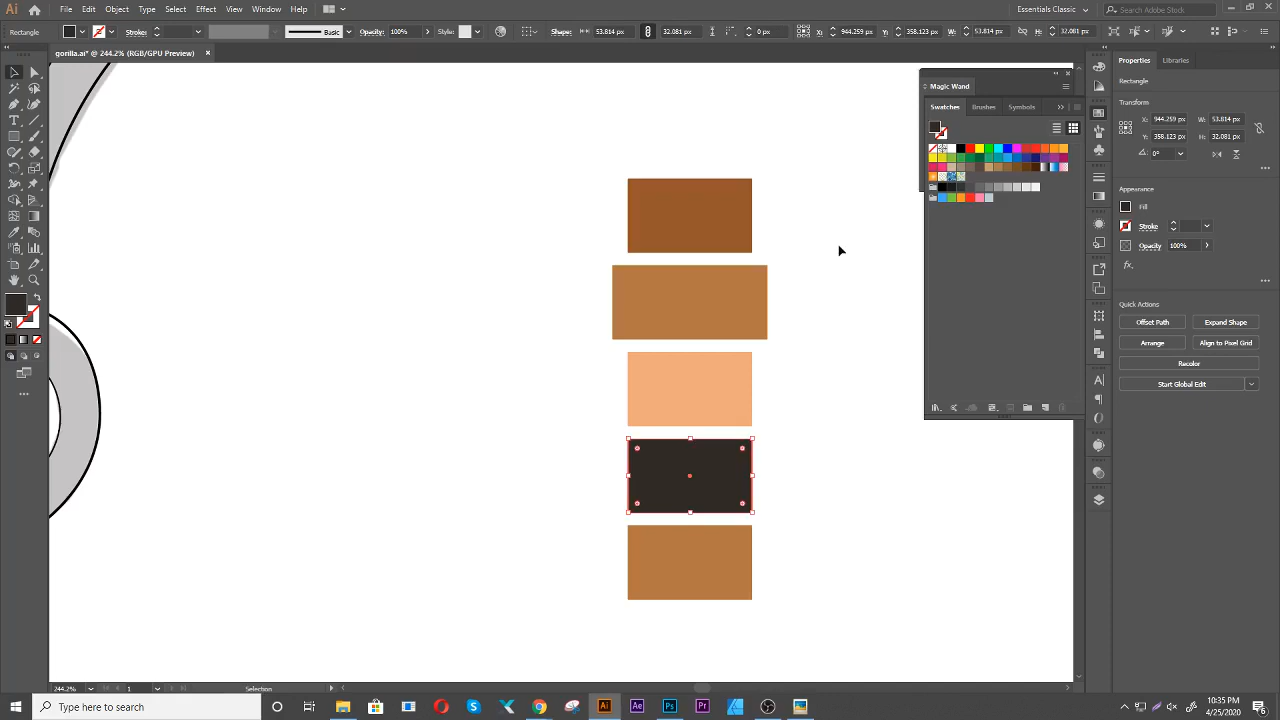 Ai File Edit Object Type Select Effect View Window Help Essentials Classic Search Adobe Stock
Rectangle Stroke: Basic Opacity: 100% Style: Shape: 53.814 px 32.081 px 0 px X: 944.259 px Y: 358.123 px W: 53.814 px H: 32.081 px
gorilla.ai* @ 244.2% (RGB/GPU Preview) ×
Magic Wand
Swatches Brushes Symbols
Properties Libraries
Rectangle
Transform
X: 944.259 px W: 53.814 px
Y: 358.123 px H: 32.081 px
0°
Appearance
Fill
Stroke
Opacity 100%
fx.
Quick Actions
Offset Path Expand Shape
Arrange Align to Pixel Grid
Recolor
Start Global Edit
244.2% 1 Selection
Type here to search
Ai Ae Ps Pr
10:35 PM
4/25/2020